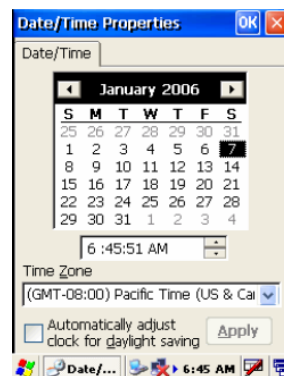 Date/Time Properties OK
Date/Time
January 2006
S M T W T F S
25 26 27 28 29 30 31
1 2 3 4 5 6 7
8 9 10 11 12 13 14
15 16 17 18 19 20 21
22 23 24 25 26 27 28
29 30 31 1 2 3 4
6 :45:51 AM
Time Zone
(GMT-08:00) Pacific Time (US & Ca
Automatically adjust
clock for daylight saving
Apply
Date/... 6:45 AM